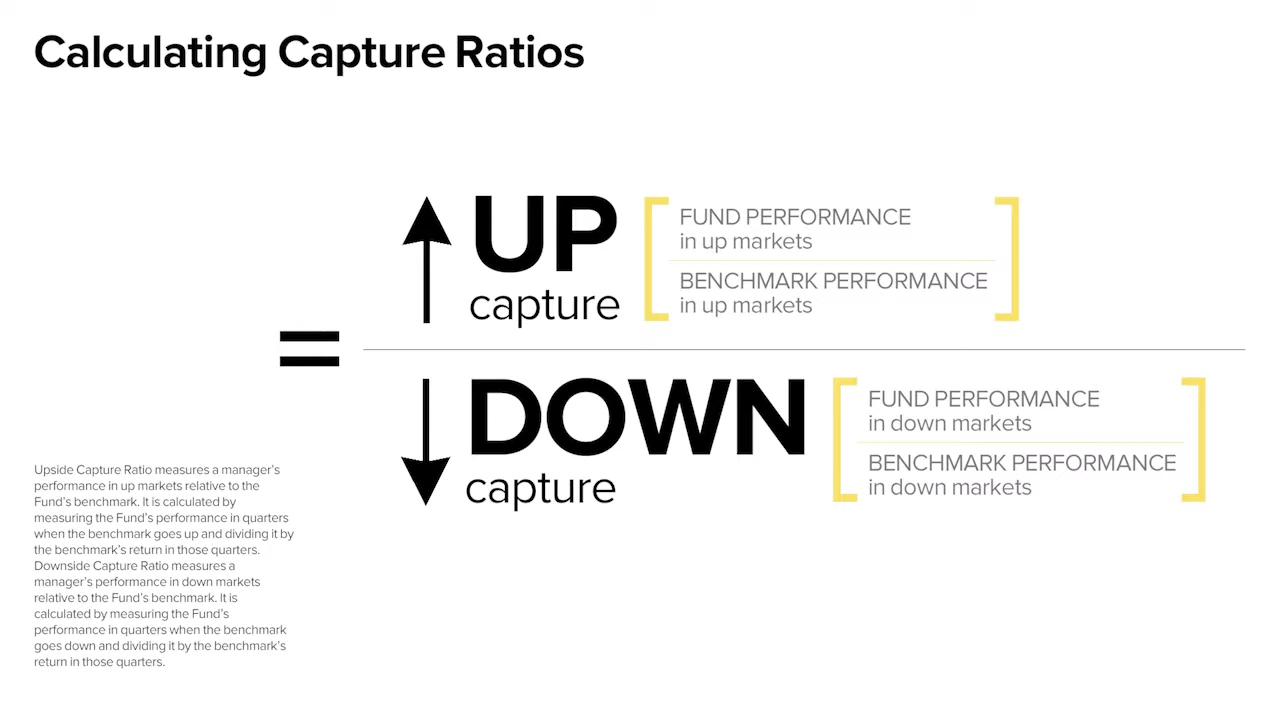 Calculating Capture Ratios
UP
capture
FUND PERFORMANCE
in up markets
BENCHMARK PERFORMANCE
in up markets
=
DOWN
capture
FUND PERFORMANCE
in down markets
BENCHMARK PERFORMANCE
in down markets
Upside Capture Ratio measures a manager’s
performance in up markets relative to the
Fund’s benchmark. It is calculated by
measuring the Fund’s performance in quarters
when the benchmark goes up and dividing it by
the benchmark’s return in those quarters.
Downside Capture Ratio measures a
manager’s performance in down markets
relative to the Fund’s benchmark. It is
calculated by measuring the Fund’s
performance in quarters when the benchmark
goes down and dividing it by the benchmark’s
return in those quarters.